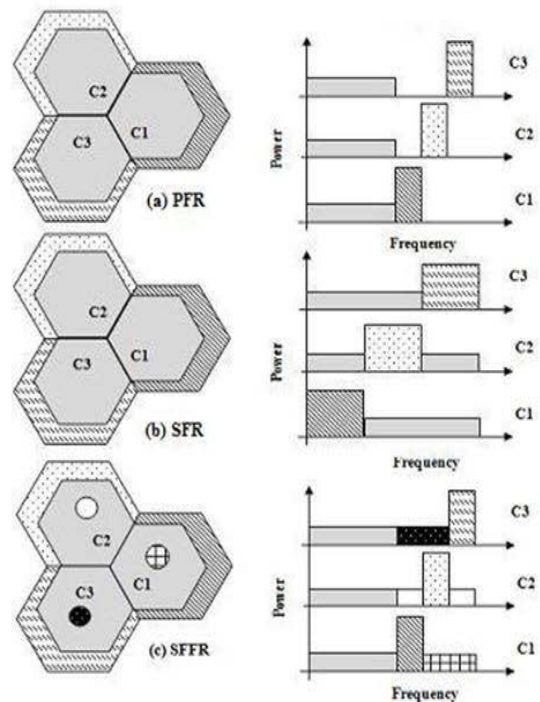 C2
C3
C1
(a) PFR
Power
C3
C2
C1
Frequency
C2
C3
C1
(b) SFR
Power
C3
C2
C1
Frequency
C2
C3
C1
(c) SFFR
Power
C3
C2
C1
Frequency